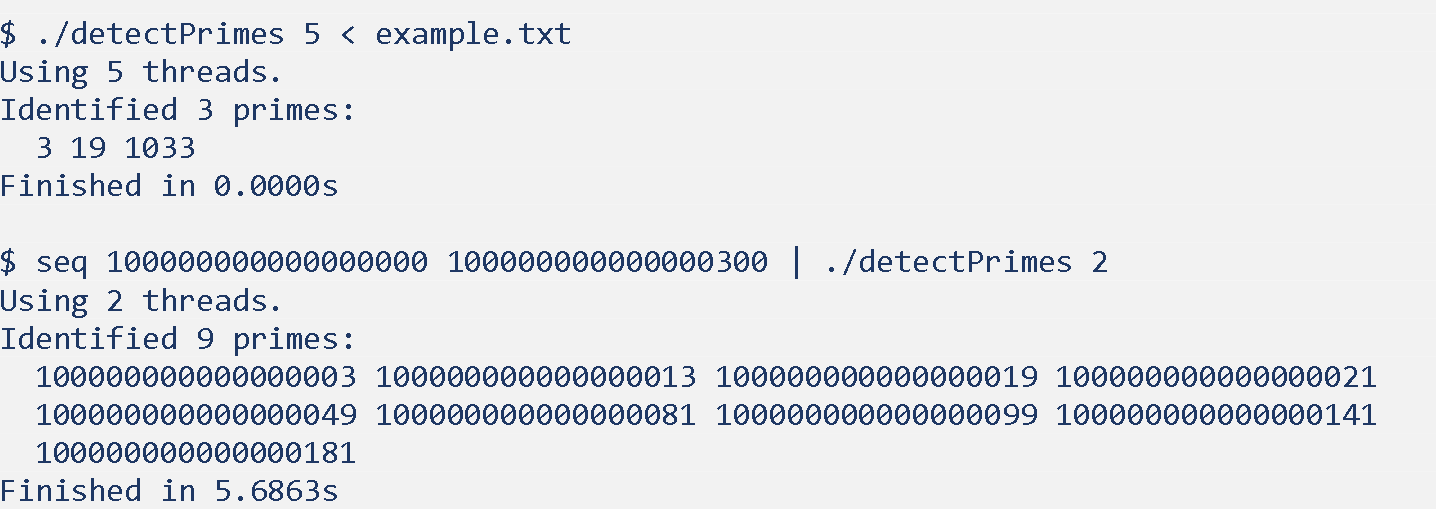 $ ./detectPrimes 5 < example.txt
Using 5 threads.
Identified 3 primes:
3 19 1033
Finished in 0.0000s
$ seq 100000000000000000 100000000000000300 | ./detectPrimes 2
Using 2 threads.
Identified 9 primes:
100000000000000003 100000000000000013 100000000000000019 100000000000000021
100000000000000049 100000000000000081 100000000000000099 100000000000000141
100000000000000181
Finished in 5.6863s